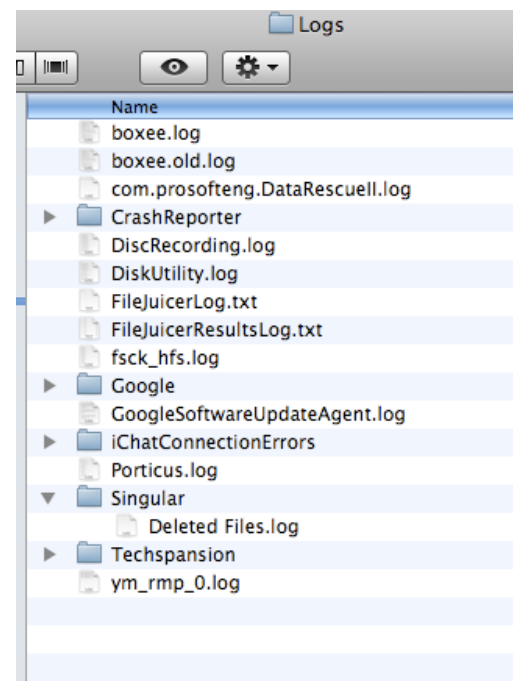 Logs
Name
boxee.log
boxee.old.log
com.prosofteng.DataRescueII.log
CrashReporter
DiscRecording.log
DiskUtility.log
FileJuicerLog.txt
FileJuicerResultsLog.txt
fsck_hfs.log
Google
GoogleSoftwareUpdateAgent.log
iChatConnectionErrors
Porticus.log
Singular
Deleted Files.log
Techspansion
ym_rmp_0.log